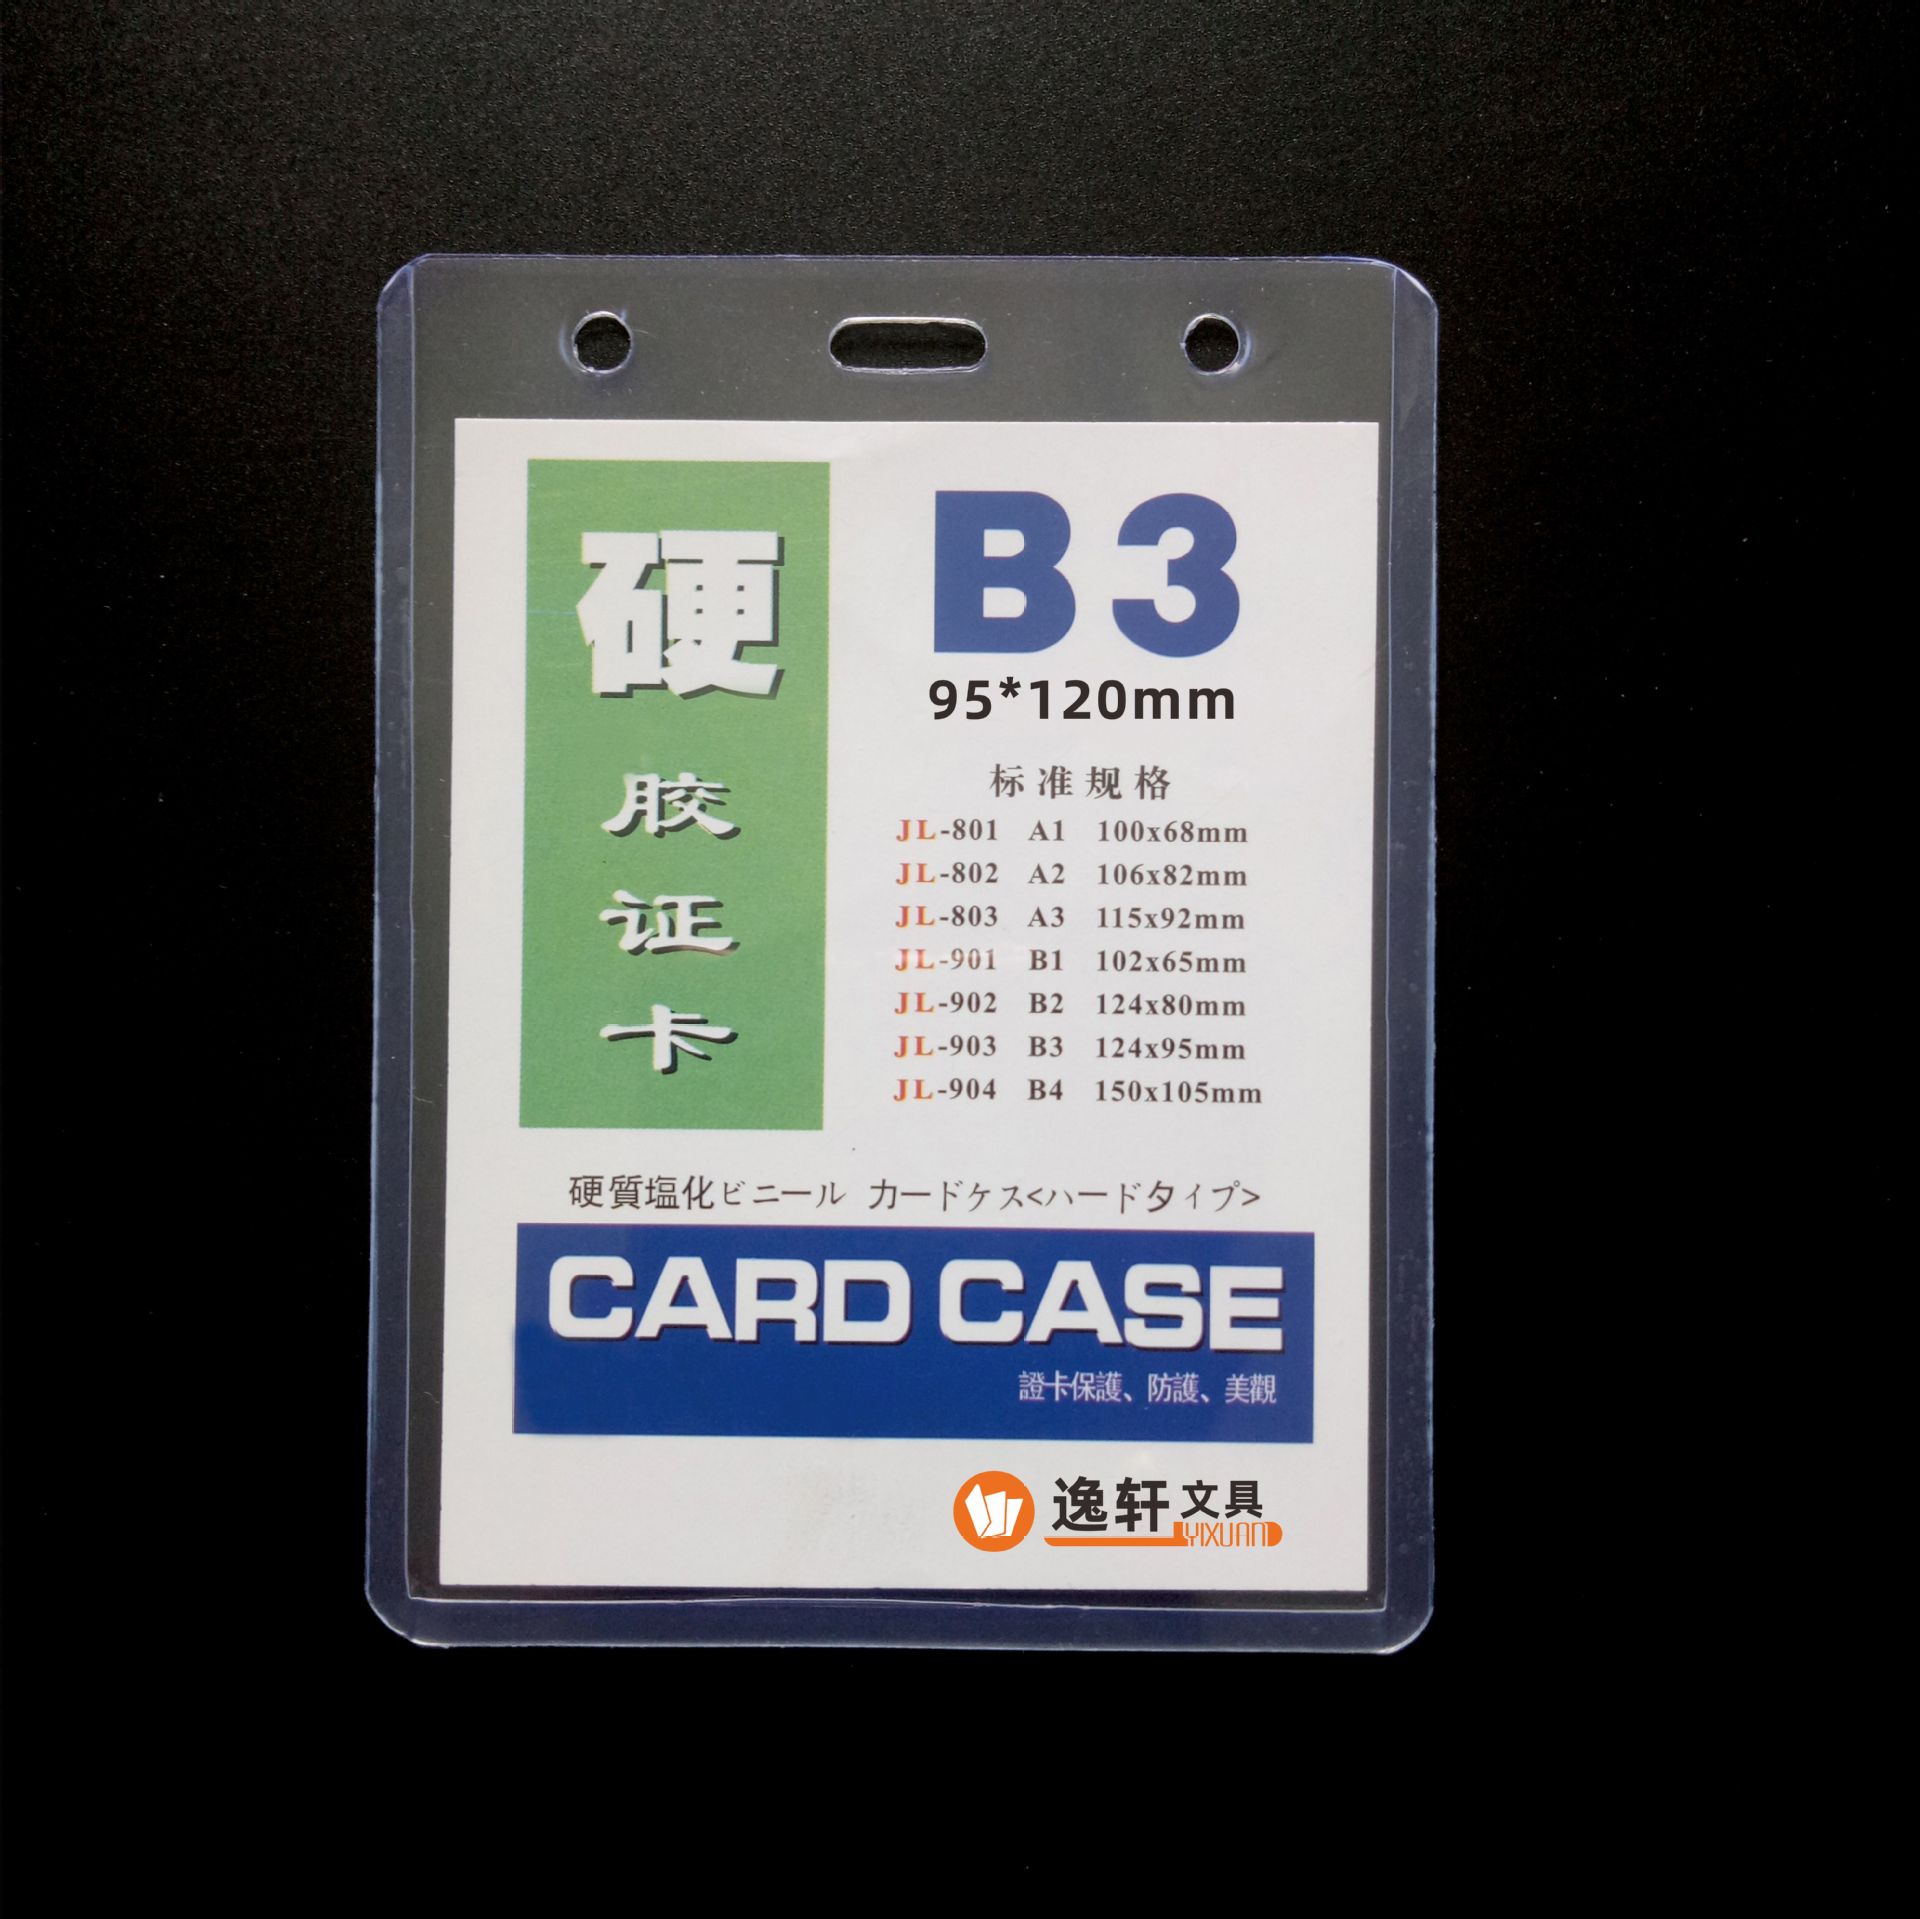 硬
胶
证
卡
B3
95*120mm
标准规格
JL-801 A1 100x68mm
JL-802 A2 106x82mm
JL-803 A3 115x92mm
JL-901 B1 102x65mm
JL-902 B2 124x80mm
JL-903 B3 124x95mm
JL-904 B4 150x105mm
硬質塩化ビニール カードケス<ハードタイプ>
CARD CASE
證卡保護、防護、美觀
逸轩文具
YIXUAN